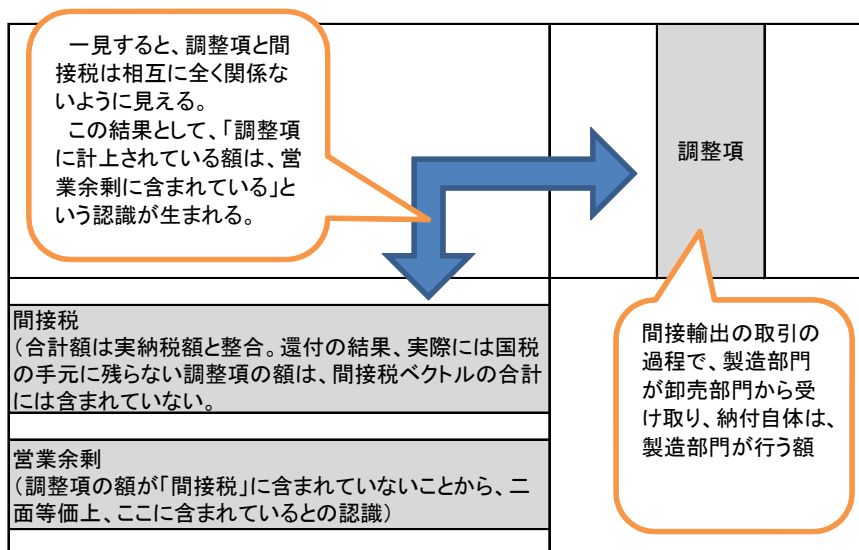 一見すると、調整項と間
接税は相互に全く関係な
いように見える。
この結果として、「調整項
に計上されている額は、営
業余剰に含まれている」と
いう認識が生まれる。
調整項
間接税
（合計額は実納税額と整合。還付の結果、実際には国税
の手元に残らない調整項の額は、間接税ベクトルの合計
には含まれていない。
営業余剰
（調整項の額が「間接税」に含まれていないことから、二
面等価上、ここに含まれているとの認識）
間接輸出の取引の
過程で、製造部門
が卸売部門から受
け取り、納付自体は、
製造部門が行う額